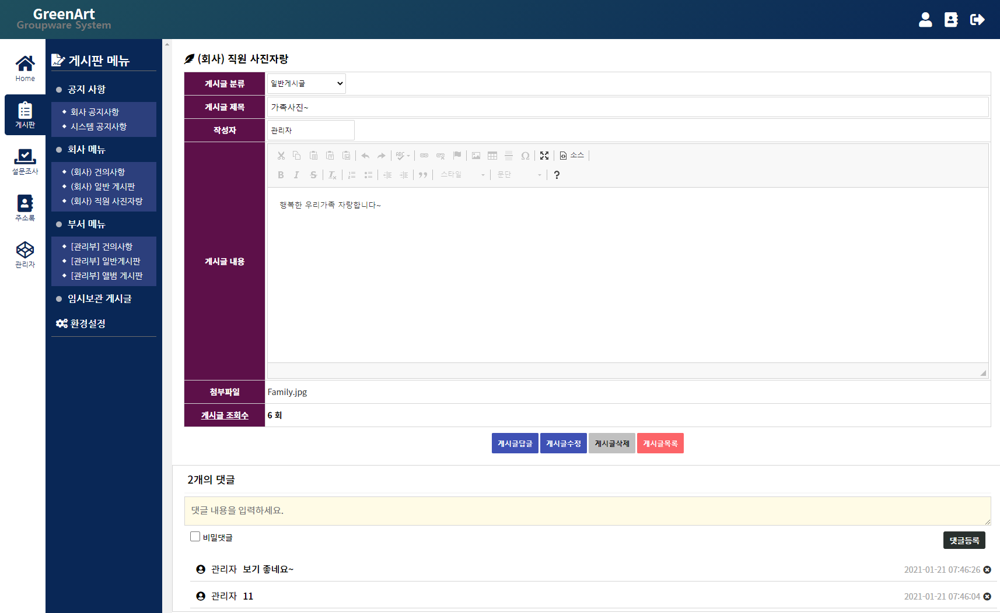 GreenArt
Groupware System
Home
게시판
설문조사
주소록
관리자
게시판 메뉴
공지 사항
회사 공지사항
시스템 공지사항
회사 메뉴
(회사) 건의사항
(회사) 일반 게시판
(회사) 직원 사진자랑
부서 메뉴
[관리부] 건의사항
[관리부] 일반게시판
[관리부] 앨범 게시판
임시보관 게시글
환경설정
(회사) 직원 사진자랑
게시글 분류 일반게시글
게시글 제목 가족사진~
작성자 관리자
ABC 소스
스타일 문단 ?
게시글 내용
행복한 우리가족 자랑합니다~
첨부파일 Family.jpg
게시글 조회수 6 회
게시글답글 게시글수정 게시글삭제 게시글목록
2개의 댓글
댓글 내용을 입력하세요.
비밀댓글 댓글등록
관리자 보기 좋네요~ 2021-01-21 07:46:26
관리자 11 2021-01-21 07:46:04